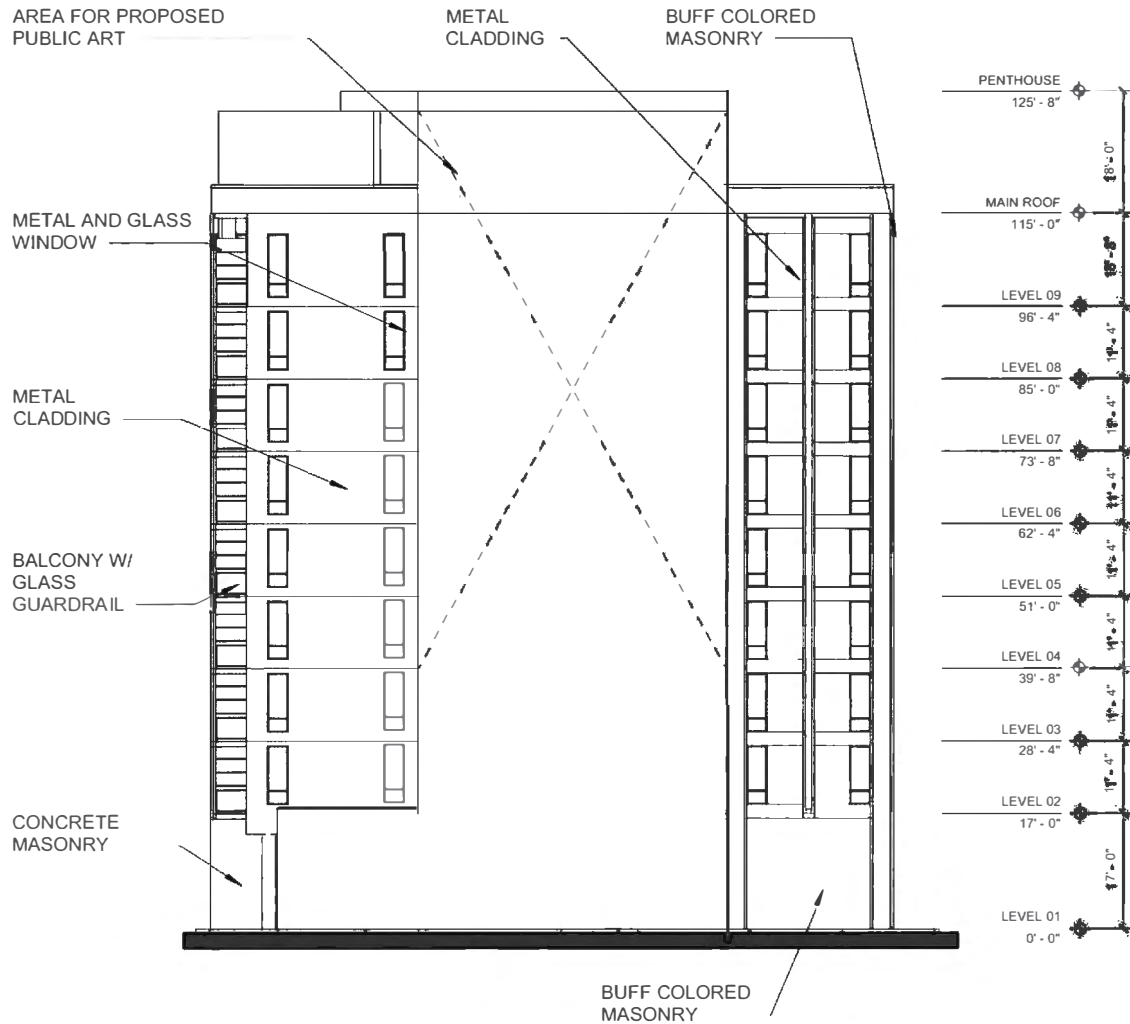 AREA FOR PROPOSED
PUBLIC ART
METAL
CLADDING
BUFF COLORED
MASONRY
METAL AND GLASS
WINDOW
METAL
CLADDING
BALCONY W/
GLASS
GUARDRAIL
CONCRETE
MASONRY
BUFF COLORED
MASONRY
PENTHOUSE
125' - 8"
MAIN ROOF
115' - 0"
LEVEL 09
96' - 4"
LEVEL 08
85' - 0"
LEVEL 07
73' - 8"
LEVEL 06
62' - 4"
LEVEL 05
51' - 0"
LEVEL 04
39' - 8"
LEVEL 03
28' - 4"
LEVEL 02
17' - 0"
LEVEL 01
0' - 0"
17' - 0"